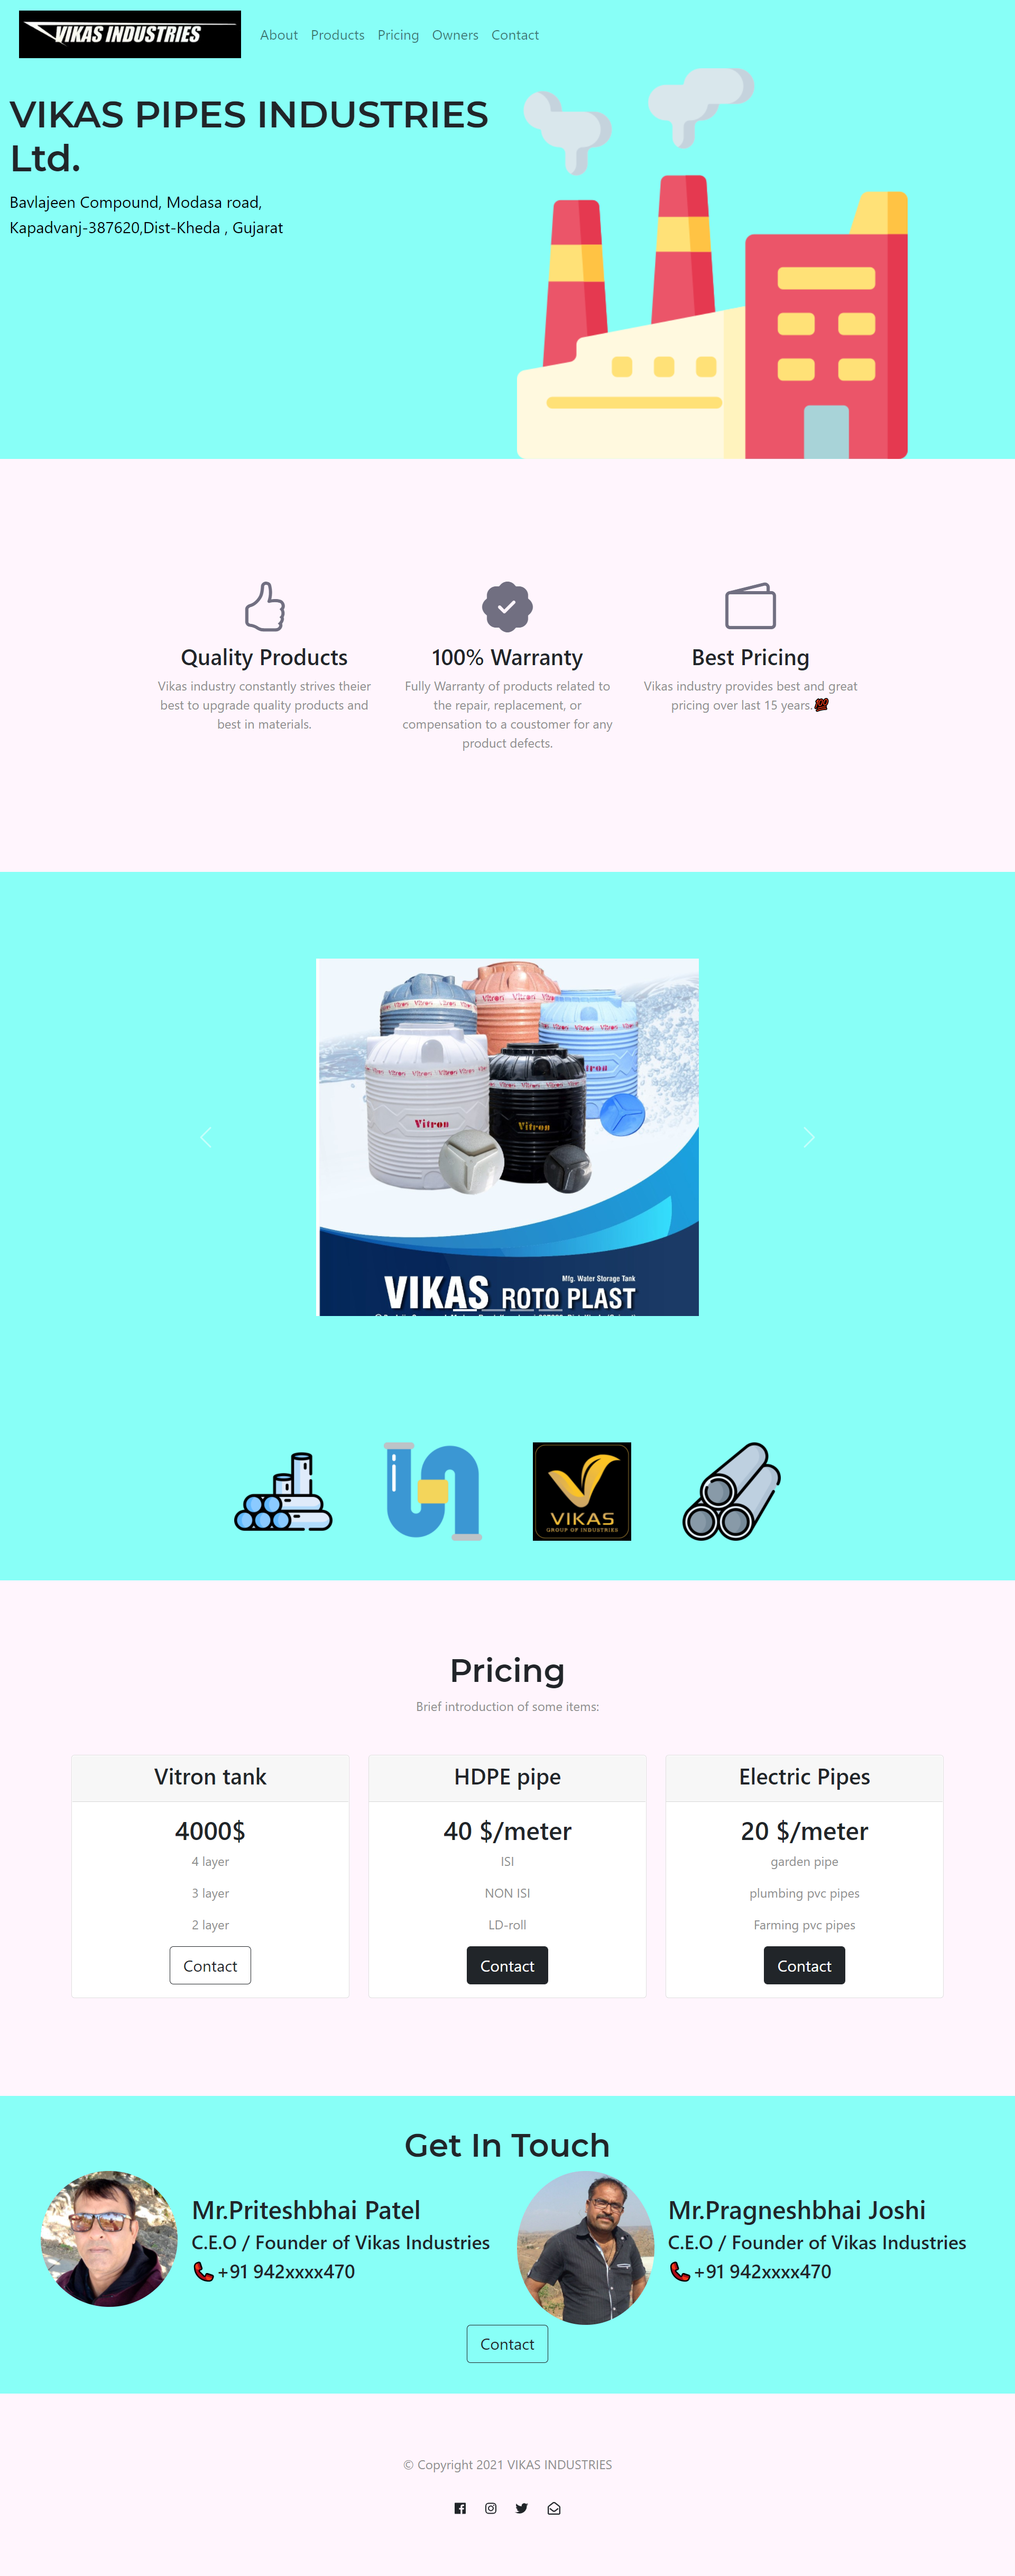 VIKAS INDUSTRIES
About Products Pricing Owners Contact
VIKAS PIPES INDUSTRIES
Ltd.
Bavlajeen Compound, Modasa road,
Kapadvanj-387620,Dist-Kheda , Gujarat
Quality Products
Vikas industry constantly strives theier
best to upgrade quality products and
best in materials.
100% Warranty
Fully Warranty of products related to
the repair, replacement, or
compensation to a coustomer for any
product defects.
Best Pricing
Vikas industry provides best and great
pricing over last 15 years.💯
Vitron
Vitron
Mfg. Water Storage Tank
VIKAS ROTO PLAST
VIKAS
GROUP OF INDUSTRIES
Pricing
Brief introduction of some items:
Vitron tank
4000$
4 layer
3 layer
2 layer
Contact
HDPE pipe
40 $/meter
ISI
NON ISI
LD-roll
Contact
Electric Pipes
20 $/meter
garden pipe
plumbing pvc pipes
Farming pvc pipes
Contact
Get In Touch
Mr.Priteshbhai Patel
C.E.O / Founder of Vikas Industries
📞+91 942xxxx470
Mr.Pragneshbhai Joshi
C.E.O / Founder of Vikas Industries
📞+91 942xxxx470
Contact
© Copyright 2021 VIKAS INDUSTRIES